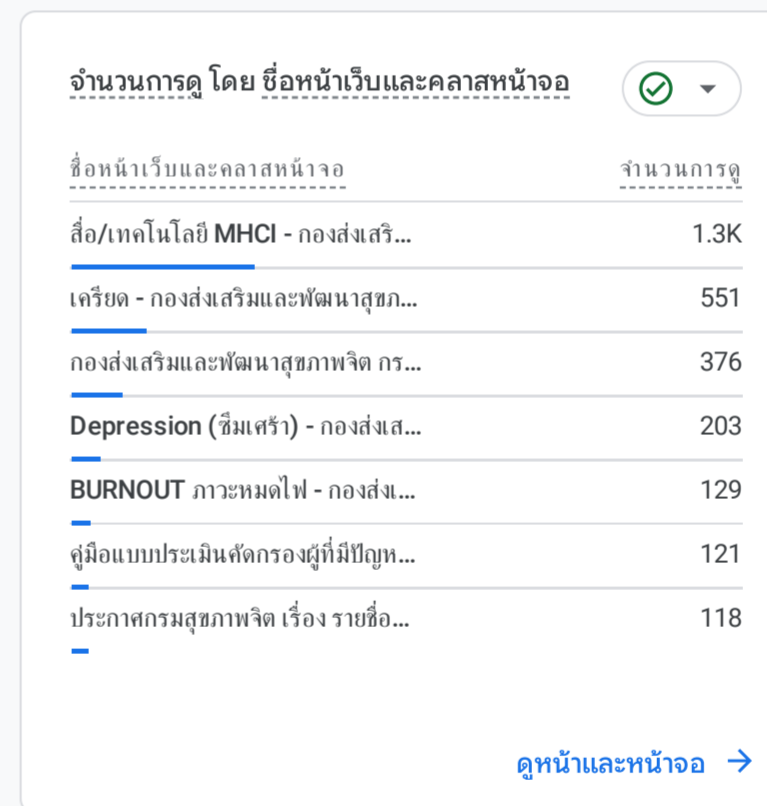 จำนวนการดู โดย ชื่อหน้าเว็บและคลาสหน้าจอ
ชื่อหน้าเว็บและคลาสหน้าจอ จำนวนการดู
สื่อ/เทคโนโลยี MHCI - กองส่งเสริ... 1.3K
เครียด - กองส่งเสริมและพัฒนาสุขภ... 551
กองส่งเสริมและพัฒนาสุขภาพจิต กร... 376
Depression (ซึมเศร้า) - กองส่งเส... 203
BURNOUT ภาวะหมดไฟ - กองส่งเ... 129
คู่มือแบบประเมินคัดกรองผู้ที่มีปัญห... 121
ประกาศกรมสุขภาพจิต เรื่อง รายชื่อ... 118
ดูหน้าและหน้าจอ →